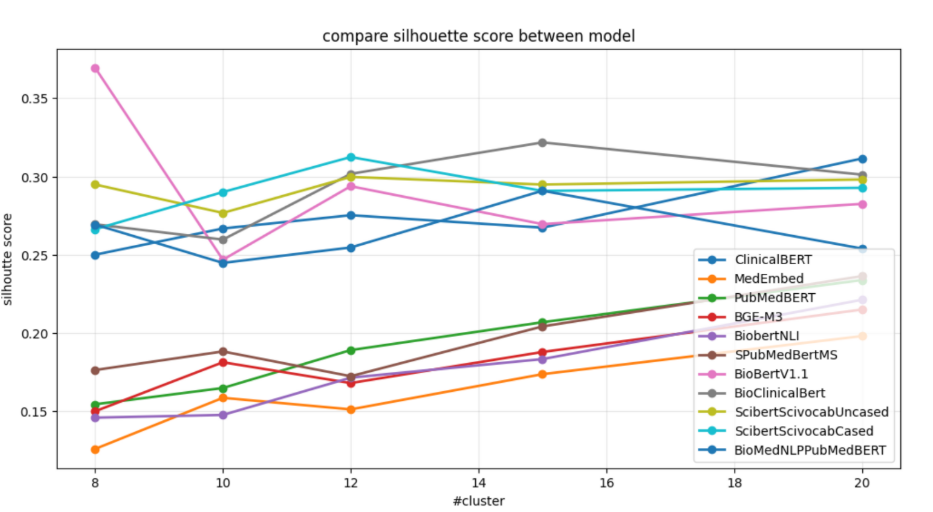 compare silhouette score between model
0.35
0.30
0.25
0.20
0.15
silhoutte score
8
10
12
14
16
18
20
#cluster
ClinicalBERT
MedEmbed
PubMedBERT
BGE-M3
BiobertNLI
SPubMedBertMS
BioBertV1.1
BioClinicalBert
ScibertScivocabUncased
ScibertScivocabCased
BioMedNLPPubMedBERT